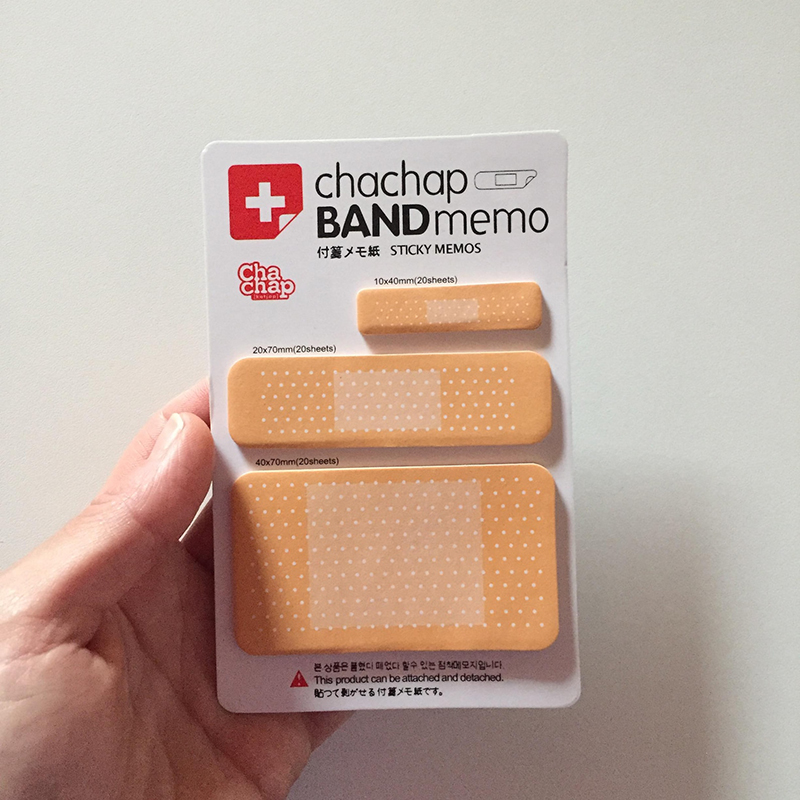 chachap
BANDmemo
付箋メモ紙 STICKY MEMOS
Cha
chap
10x40mm(20sheets)
20x70mm(20sheets)
40x70mm(20sheets)
본 상품은 붙였다 떼었다 할수 있는 점착메모지입니다.
This product can be attached and detached.
貼つて剥がせる付箋メモ紙です。